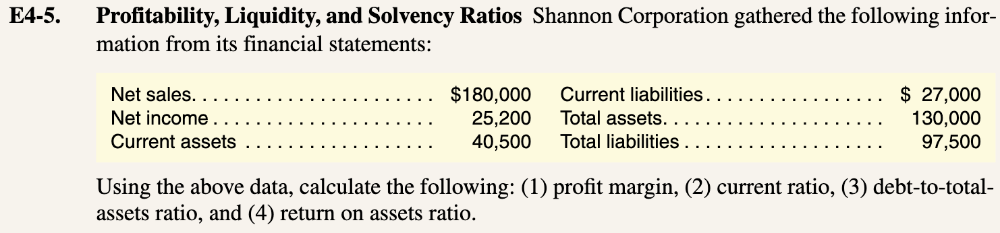 E4-5. Profitability, Liquidity, and Solvency Ratios Shannon Corporation gathered the following infor-
mation from its financial statements:
Net sales. . . . . . . . . . . . . . . . . . . . . . . $180,000 Current liabilities. . . . . . . . . . . . . . . . . . $ 27,000
Net income . . . . . . . . . . . . . . . . . . . . . 25,200 Total assets. . . . . . . . . . . . . . . . . . . . . . 130,000
Current assets . . . . . . . . . . . . . . . . . . 40,500 Total liabilities . . . . . . . . . . . . . . . . . . . 97,500
Using the above data, calculate the following: (1) profit margin, (2) current ratio, (3) debt-to-total-
assets ratio, and (4) return on assets ratio.